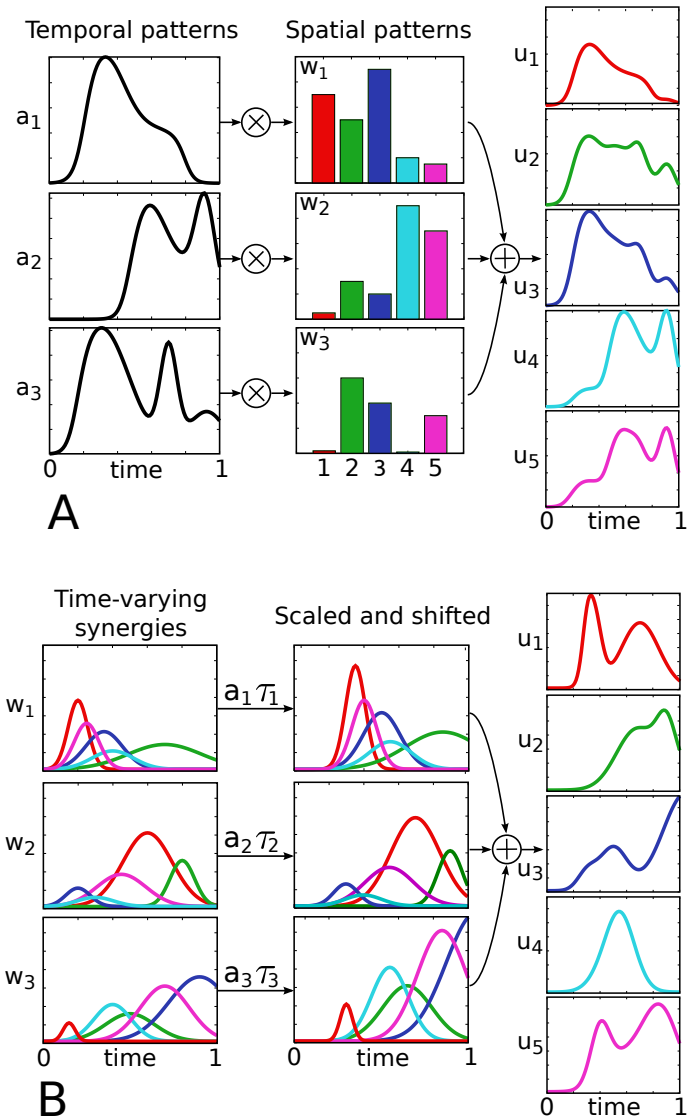 Temporal patterns
Spatial patterns
a1
w1
u1
a2
w2
u2
u3
a3
w3
u4
u5
0 time 1
1 2 3 4 5
0 time 1
A
Time-varying
synergies
Scaled and shifted
w1
a1 τ1
u1
u2
w2
a2 τ2
u3
w3
a3 τ3
u4
u5
0 time 1
0 time 1
0 time 1
B